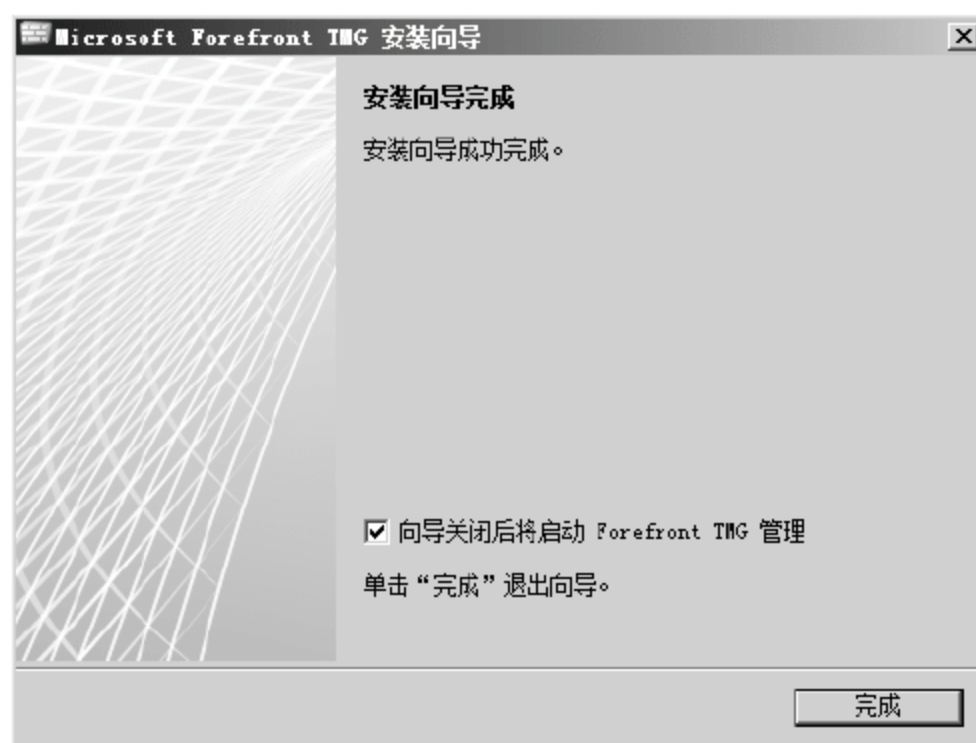 Microsoft Forefront TMG 安装向导
安装向导完成
安装向导成功完成。
向导关闭后将启动 Forefront TMG 管理
单击“完成”退出向导。
完成